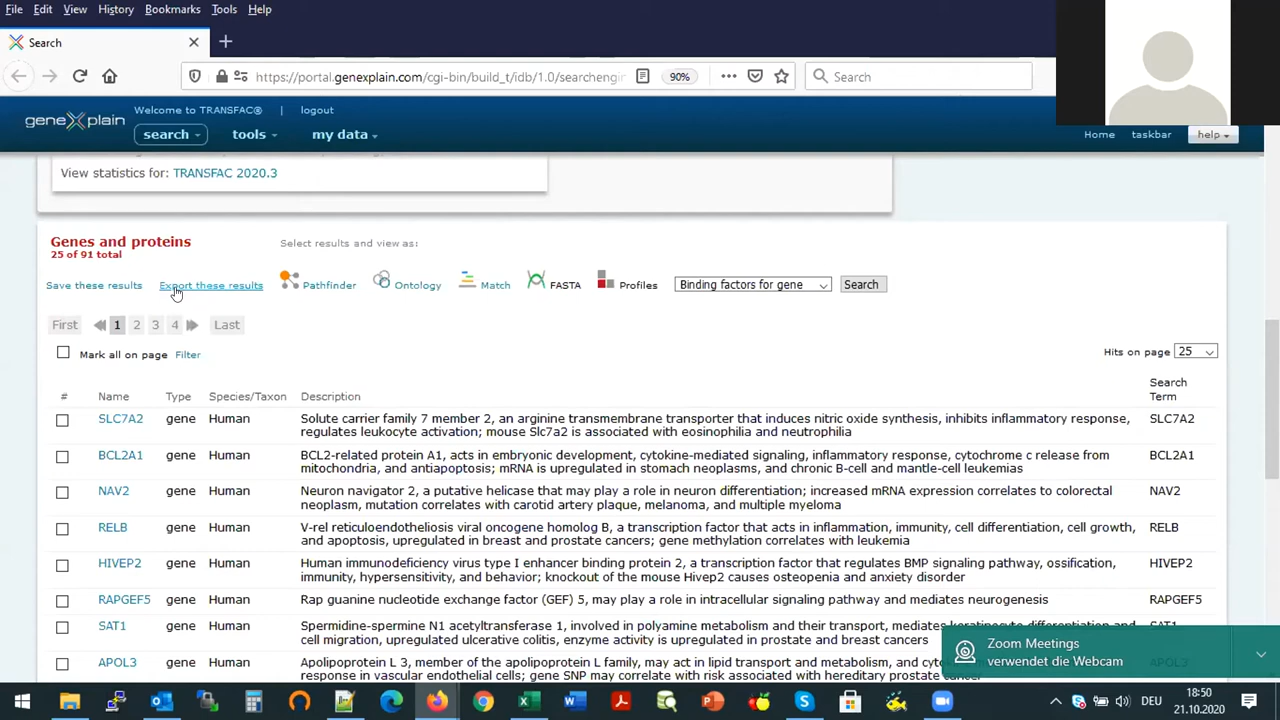 File Edit View History Bookmarks Tools Help
Search
https://portal.genexplain.com/cgi-bin/build_t/idb/1.0/searchengin 90% Search
geneXplain Welcome to TRANSFAC® | logout
search tools my data Home taskbar help
View statistics for: TRANSFAC 2020.3
Genes and proteins Select results and view as:
25 of 91 total
Save these results Export these results Pathfinder Ontology Match FASTA Profiles Binding factors for gene Search
First 1 2 3 4 Last
Mark all on page Filter Hits on page 25
# Name Type Species/Taxon Description Search Term
SLC7A2 gene Human Solute carrier family 7 member 2, an arginine transmembrane transporter that induces nitric oxide synthesis, inhibits inflammatory response, SLC7A2
regulates leukocyte activation; mouse Slc7a2 is associated with eosinophilia and neutrophilia
BCL2A1 gene Human BCL2-related protein A1, acts in embryonic development, cytokine-mediated signaling, inflammatory response, cytochrome c release from BCL2A1
mitochondria, and antiapoptosis; mRNA is upregulated in stomach neoplasms, and chronic B-cell and mantle-cell leukemias
NAV2 gene Human Neuron navigator 2, a putative helicase that may play a role in neuron differentiation; increased mRNA expression correlates to colorectal NAV2
neoplasm, mutation correlates with carotid artery plaque, melanoma, and multiple myeloma
RELB gene Human V-rel reticuloendotheliosis viral oncogene homolog B, a transcription factor that acts in inflammation, immunity, cell differentiation, cell growth, RELB
and apoptosis, upregulated in breast and prostate cancers; gene methylation correlates with leukemia
HIVEP2 gene Human Human immunodeficiency virus type I enhancer binding protein 2, a transcription factor that regulates BMP signaling pathway, ossification, HIVEP2
immunity, hypersensitivity, and behavior; knockout of the mouse Hivep2 causes osteopenia and anxiety disorder
RAPGEF5 gene Human Rap guanine nucleotide exchange factor (GEF) 5, may play a role in intracellular signaling pathway and mediates neurogenesis RAPGEF5
SAT1 gene Human Spermidine-spermine N1 acetyltransferase 1, involved in polyamine metabolism and their transport, mediates keratinocyte differentiation and SAT1
cell migration, upregulated ulcerative colitis, enzyme activity is upregulated in prostate and breast cancers
APOL3 gene Human Apolipoprotein L 3, member of the apolipoprotein L family, may act in lipid transport and metabolism, and APOL3
response in vascular endothelial cells; gene SNP may correlate with risk associated with hereditary prostate cancer
Zoom Meetings
verwendet die Webcam
DEU 18:50
21.10.2020